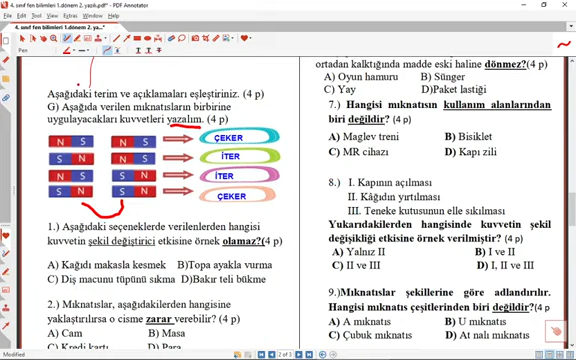 4. sınıf fen bilimleri 1.dönem 2. yazılı.pdf* - PDF Annotator
File Edit Insert View Tool Extras Window Help
4. sınıf fen bilimleri 1.dönem 2. y...*
Pen
Aşağıdaki terim ve açıklamaları eşleştiriniz. (4 p)
G) Aşağıda verilen mıknatısların birbirine
uygulayacakları kuvvetleri yazalım. (4 p)
N S N S ÇEKER
S N N S İTER
N S S N İTER
S N S N ÇEKER
1.) Aşağıdaki seçeneklerde verilenlerden hangisi
kuvvetin şekil değiştirici etkisine örnek olamaz?(4 p)
A) Kağıdı makasla kesmek B)Topa ayakla vurma
C) Diş macunu tüpünü sıkma D)Bakır teli bükme
2.) Mıknatıslar, aşağıdakilerden hangisine
yaklaştırılırsa o cisme zarar verebilir? (4 p)
A) Cam B) Masa
C) Kredi kartı D) Para
ortadan kalktığında madde eski haline dönmez?(4 p)
A) Oyun hamuru B) Sünger
C) Yay D)Paket lastiği
7.) Hangisi mıknatısın kullanım alanlarından
biri değildir? (4 p)
A) Maglev treni B) Bisiklet
C) MR cihazı D) Kapı zili
8.) I. Kapının açılması
II. Kâğıdın yırtılması
III. Teneke kutusunun elle sıkılması
Yukarıdakilerden hangisinde kuvvetin şekil
değişikliği etkisine örnek verilmiştir? (4 p)
A) Yalnız II B) I ve II
C) II ve III D) I, II ve III
9.)Mıknatıslar şekillerine göre adlandırılır.
Hangisi mıknatıs çeşitlerinden biri değildir?(4 p
A) A mıknatıs B) U mıknatıs
C) Çubuk mıknatıs D) At nalı mıknatıs
2 of 3